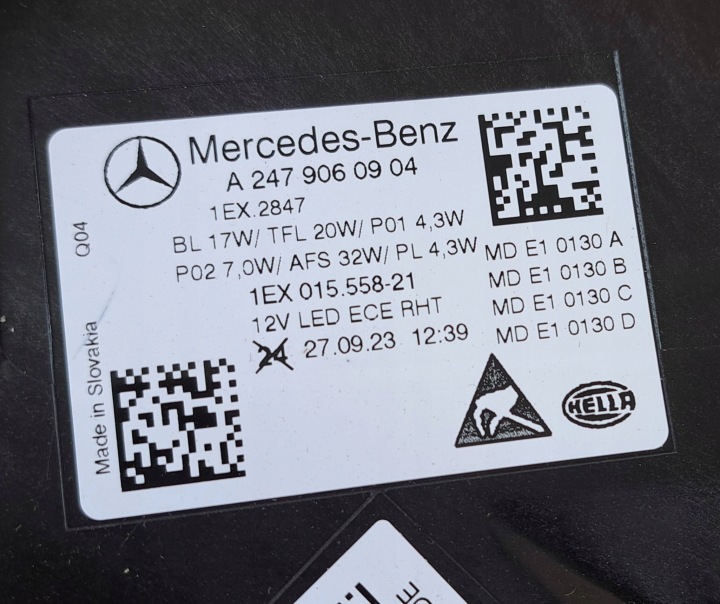 Mercedes-Benz
A 247 906 09 04
1EX.2847
BL 17W/ TFL 20W/ P01 4,3W
P02 7,0W/ AFS 32W/ PL 4,3W
1EX 015.558-21
12V LED ECE RHT
24 27.09.23 12:39
MD E1 0130 A
MD E1 0130 B
MD E1 0130 C
MD E1 0130 D
HELLA
Q04
Made in Slovakia